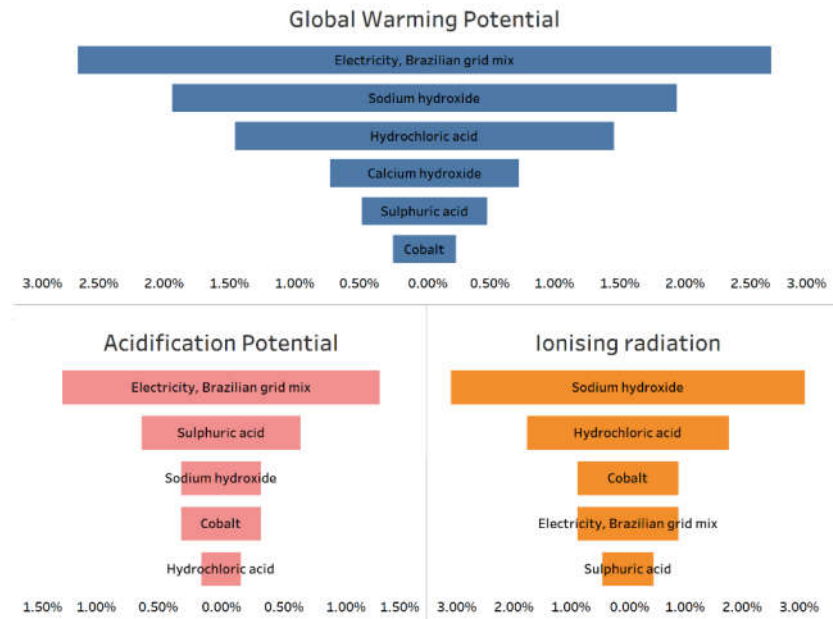 Global Warming Potential
Electricity, Brazilian grid mix
Sodium hydroxide
Hydrochloric acid
Calcium hydroxide
Sulphuric acid
Cobalt
3.00% 2.50% 2.00% 1.50% 1.00% 0.50% 0.00% 0.50% 1.00% 1.50% 2.00% 2.50% 3.00%
Acidification Potential
Electricity, Brazilian grid mix
Sulphuric acid
Sodium hydroxide
Cobalt
Hydrochloric acid
1.50% 1.00% 0.50% 0.00% 0.50% 1.00% 1.50%
Ionising radiation
Sodium hydroxide
Hydrochloric acid
Cobalt
Electricity, Brazilian grid mix
Sulphuric acid
3.00% 2.00% 1.00% 0.00% 1.00% 2.00% 3.00%